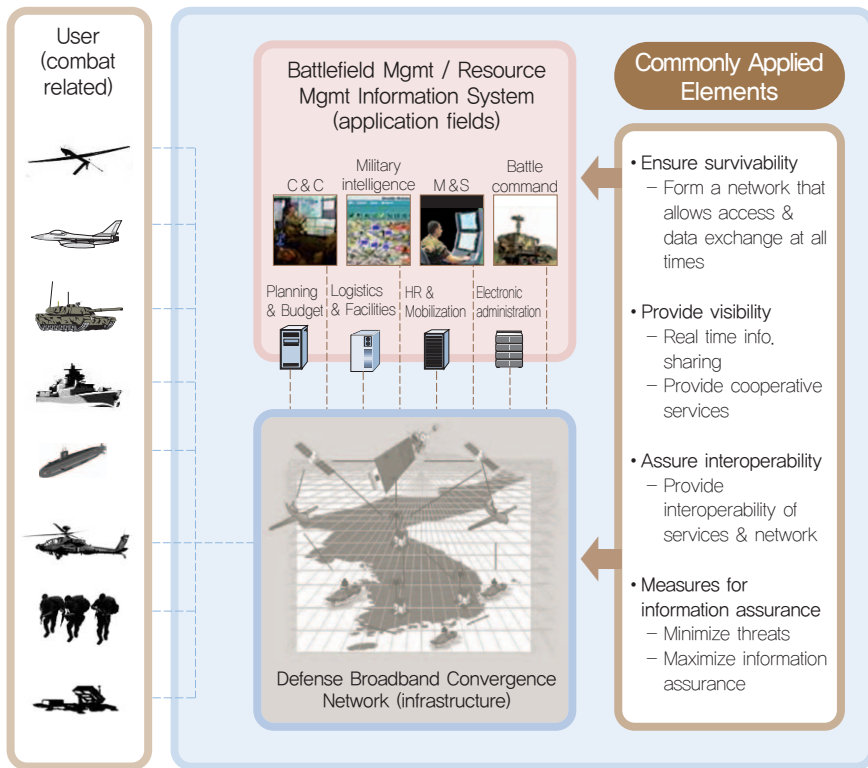 User
(combat
related)
Battlefield Mgmt / Resource
Mgmt Information System
(application fields)
C & C
Military
intelligence
M & S
Battle
command
Planning
& Budget
Logistics
& Facilities
HR &
Mobilization
Electronic
administration
Defense Broadband Convergence
Network (infrastructure)
Commonly Applied
Elements
• Ensure survivability
– Form a network that
allows access &
data exchange at all
times
• Provide visibility
– Real time info.
sharing
– Provide cooperative
services
• Assure interoperability
– Provide
interoperability of
services & network
• Measures for
information assurance
– Minimize threats
– Maximize information
assurance